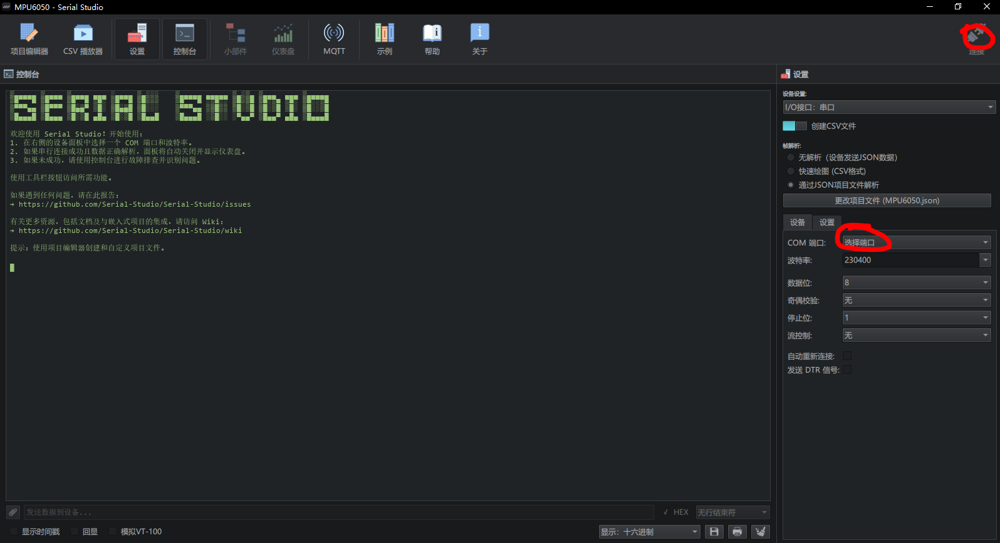 MPU6050 - Serial Studio
项目编辑器
CSV 播放器
设置
控制台
小部件
仪表盘
MQTT
示例
帮助
关于
连接
控制台
SERIAL STUDIO
欢迎使用 Serial Studio! 开始使用:
1. 在右侧的设备面板中选择一个 COM 端口和波特率。
2. 如果串行连接成功且数据正确解析，面板将自动关闭并显示仪表盘。
3. 如果未成功，请使用控制台进行故障排查并识别问题。
使用工具栏按钮访问所需功能。
如果遇到任何问题，请在此报告:
→ https://github.com/Serial-Studio/Serial-Studio/issues
有关更多资源，包括文档及与嵌入式项目的集成，请访问 Wiki:
→ https://github.com/Serial-Studio/Serial-Studio/wiki
提示: 使用项目编辑器创建和自定义项目文件。
发送数据到设备...
HEX
无行结束符
显示时间戳
回显
模拟VT-100
显示: 十六进制
设置
设备设置:
I/O接口: 串口
创建CSV文件
帧解析:
无解析（设备发送JSON数据）
快速绘图 (CSV格式)
通过JSON项目文件解析
更改项目文件 (MPU6050.json)
设备
设置
COM 端口: 选择端口
波特率: 230400
数据位: 8
奇偶校验: 无
停止位: 1
流控制: 无
自动重新连接:
发送 DTR 信号: